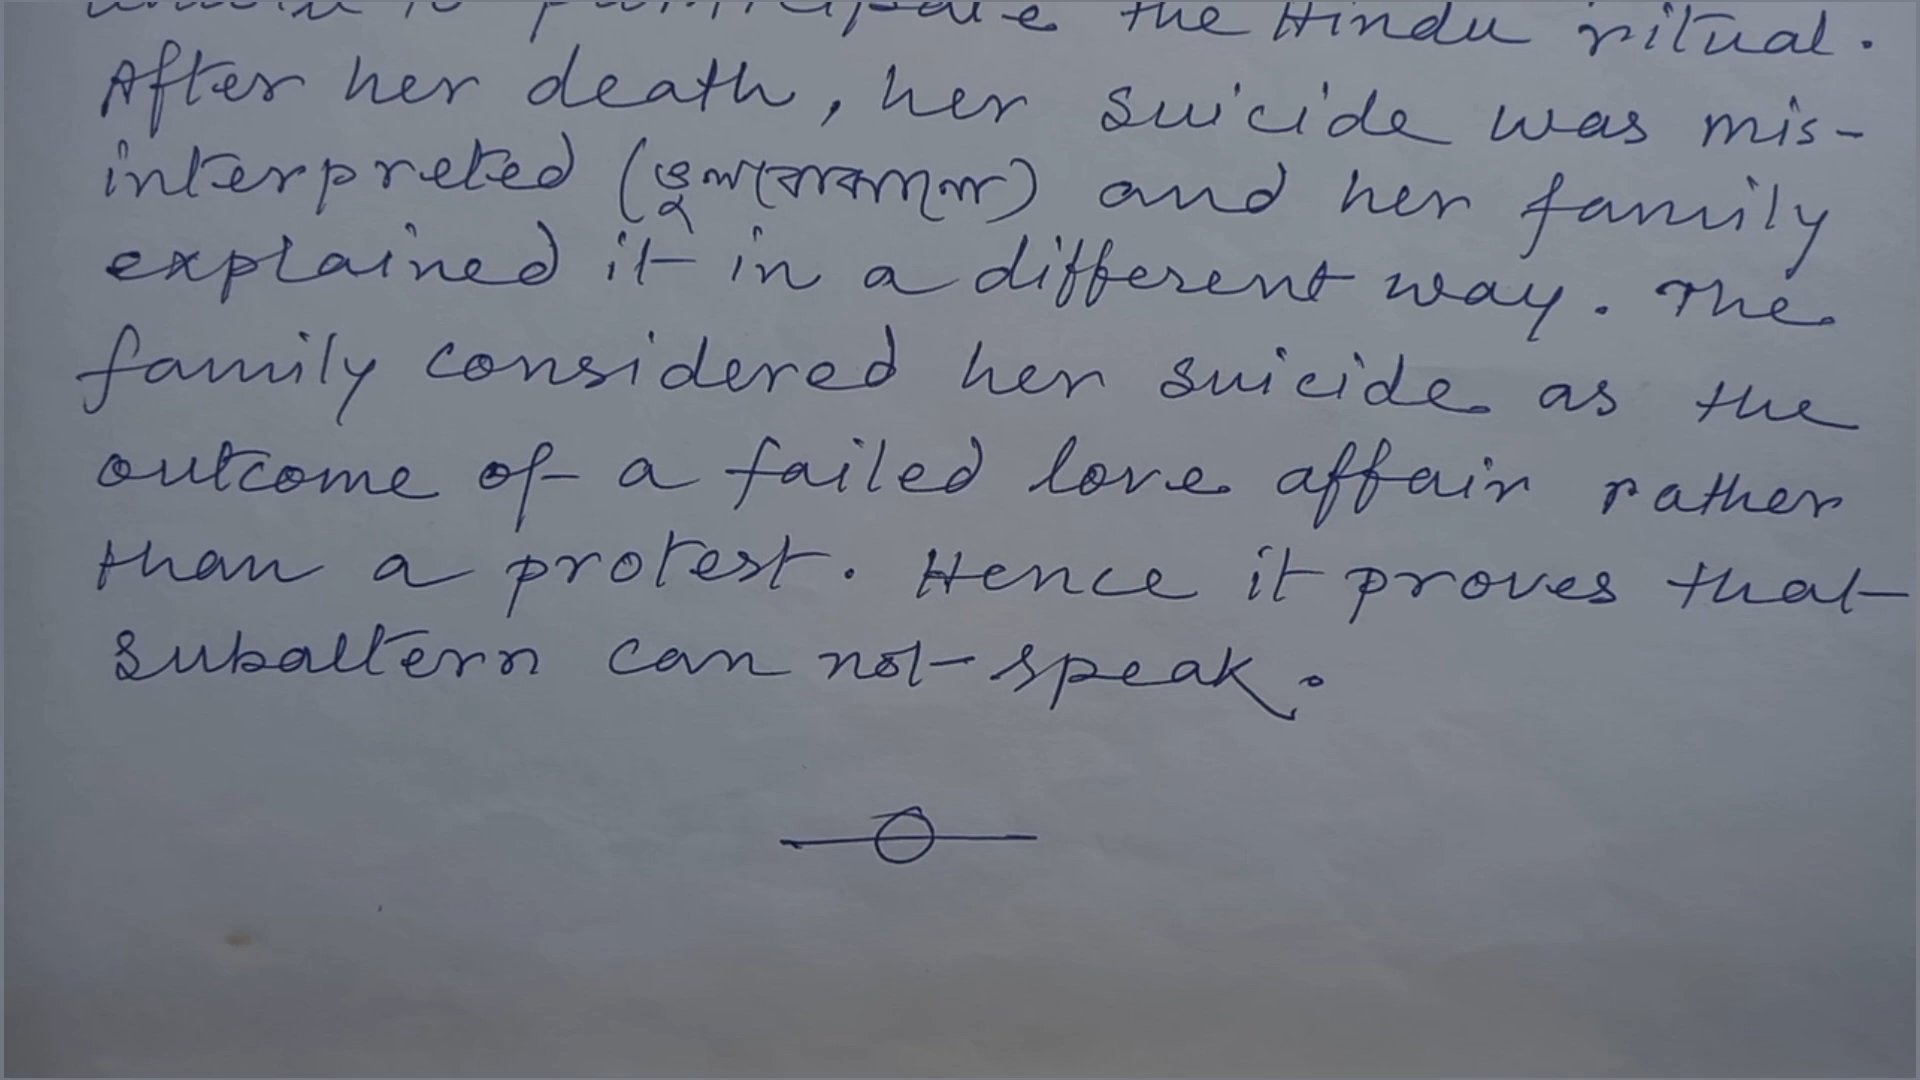 participate the Hindu ritual.
After her death, her suicide was mis-
interpreted ( ) and her family
explained it in a different way. The
family considered her suicide as the
outcome of a failed love affair rather
than a protest. Hence it proves that
Subaltern can not speak.